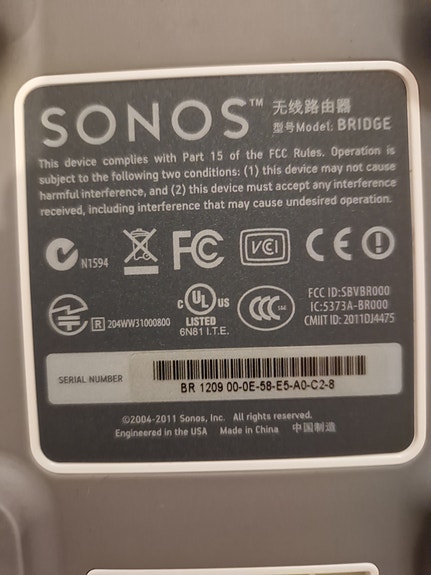 SONOS™ 无线路由器
型号Model: BRIDGE
This device complies with Part 15 of the FCC Rules. Operation is
subject to the following two conditions: (1) this device may not cause
harmful interference, and (2) this device must accept any interference
received, including interference that may cause undesired operation.
N1594 FC VCI CE
R 204WW31000800
C UL US
LISTED
6N81 I.T.E.
CCC
FCC ID:SBVBR000
IC:5373A-BR000
CMIIT ID: 2011DJ4475
SERIAL NUMBER
BR 1209 00-0E-58-E5-A0-C2-8
©2004-2011 Sonos, Inc. All rights reserved.
Engineered in the USA Made in China 中国制造